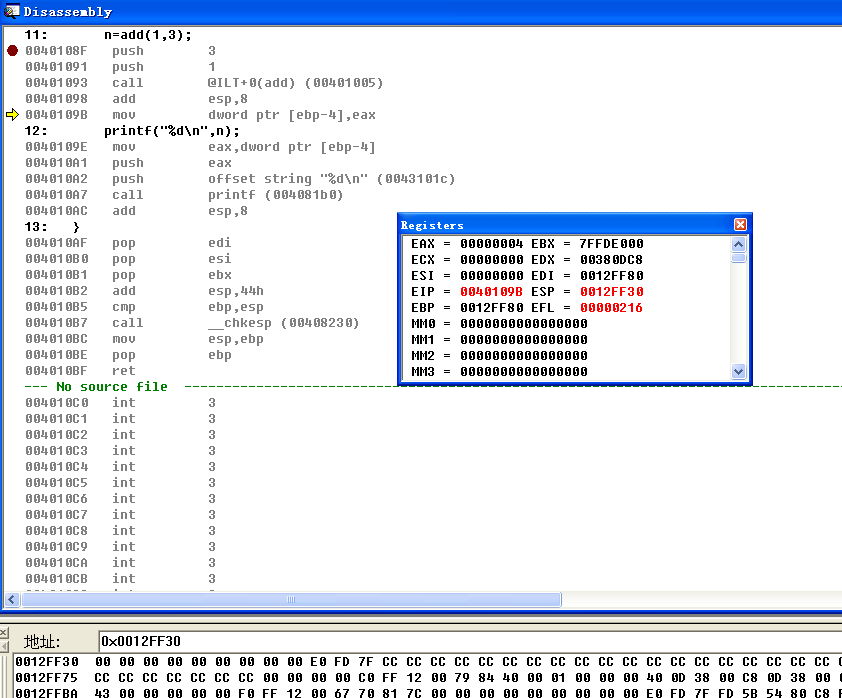 Disassembly
11: n=add(1,3);
0040108F push 3
00401091 push 1
00401093 call @ILT+0(add) (00401005)
00401098 add esp,8
0040109B mov dword ptr [ebp-4],eax
12: printf("%d\n",n);
0040109E mov eax,dword ptr [ebp-4]
004010A1 push eax
004010A2 push offset string "%d\n" (0043101c)
004010A7 call printf (004081b0)
004010AC add esp,8
13: }
004010AF pop edi
004010B0 pop esi
004010B1 pop ebx
004010B2 add esp,44h
004010B5 cmp ebp,esp
004010B7 call __chkesp (00408230)
004010BC mov esp,ebp
004010BE pop ebp
004010BF ret
--- No source file
004010C0 int 3
004010C1 int 3
004010C2 int 3
004010C3 int 3
004010C4 int 3
004010C5 int 3
004010C6 int 3
004010C7 int 3
004010C8 int 3
004010C9 int 3
004010CA int 3
004010CB int 3
Registers
EAX = 00000004 EBX = 7FFDE000
ECX = 00000000 EDX = 00380DC8
ESI = 00000000 EDI = 0012FF80
EIP = 0040109B ESP = 0012FF30
EBP = 0012FF80 EFL = 00000216
MM0 = 0000000000000000
MM1 = 0000000000000000
MM2 = 0000000000000000
MM3 = 0000000000000000
地址: 0x0012FF30
0012FF30 00 00 00 00 00 00 00 00 00 E0 FD 7F CC CC CC CC CC CC CC CC CC CC CC CC CC CC CC CC CC CC CC
0012FF75 CC CC CC CC CC CC CC 00 00 00 00 C0 FF 12 00 79 84 40 00 01 00 00 00 40 0D 38 00 C8 0D 38 00
0012FFBA 43 00 00 00 00 F0 FF 12 00 67 70 81 7C 00 00 00 00 00 00 00 00 00 E0 FD 7F FD 5B 54 80 C8